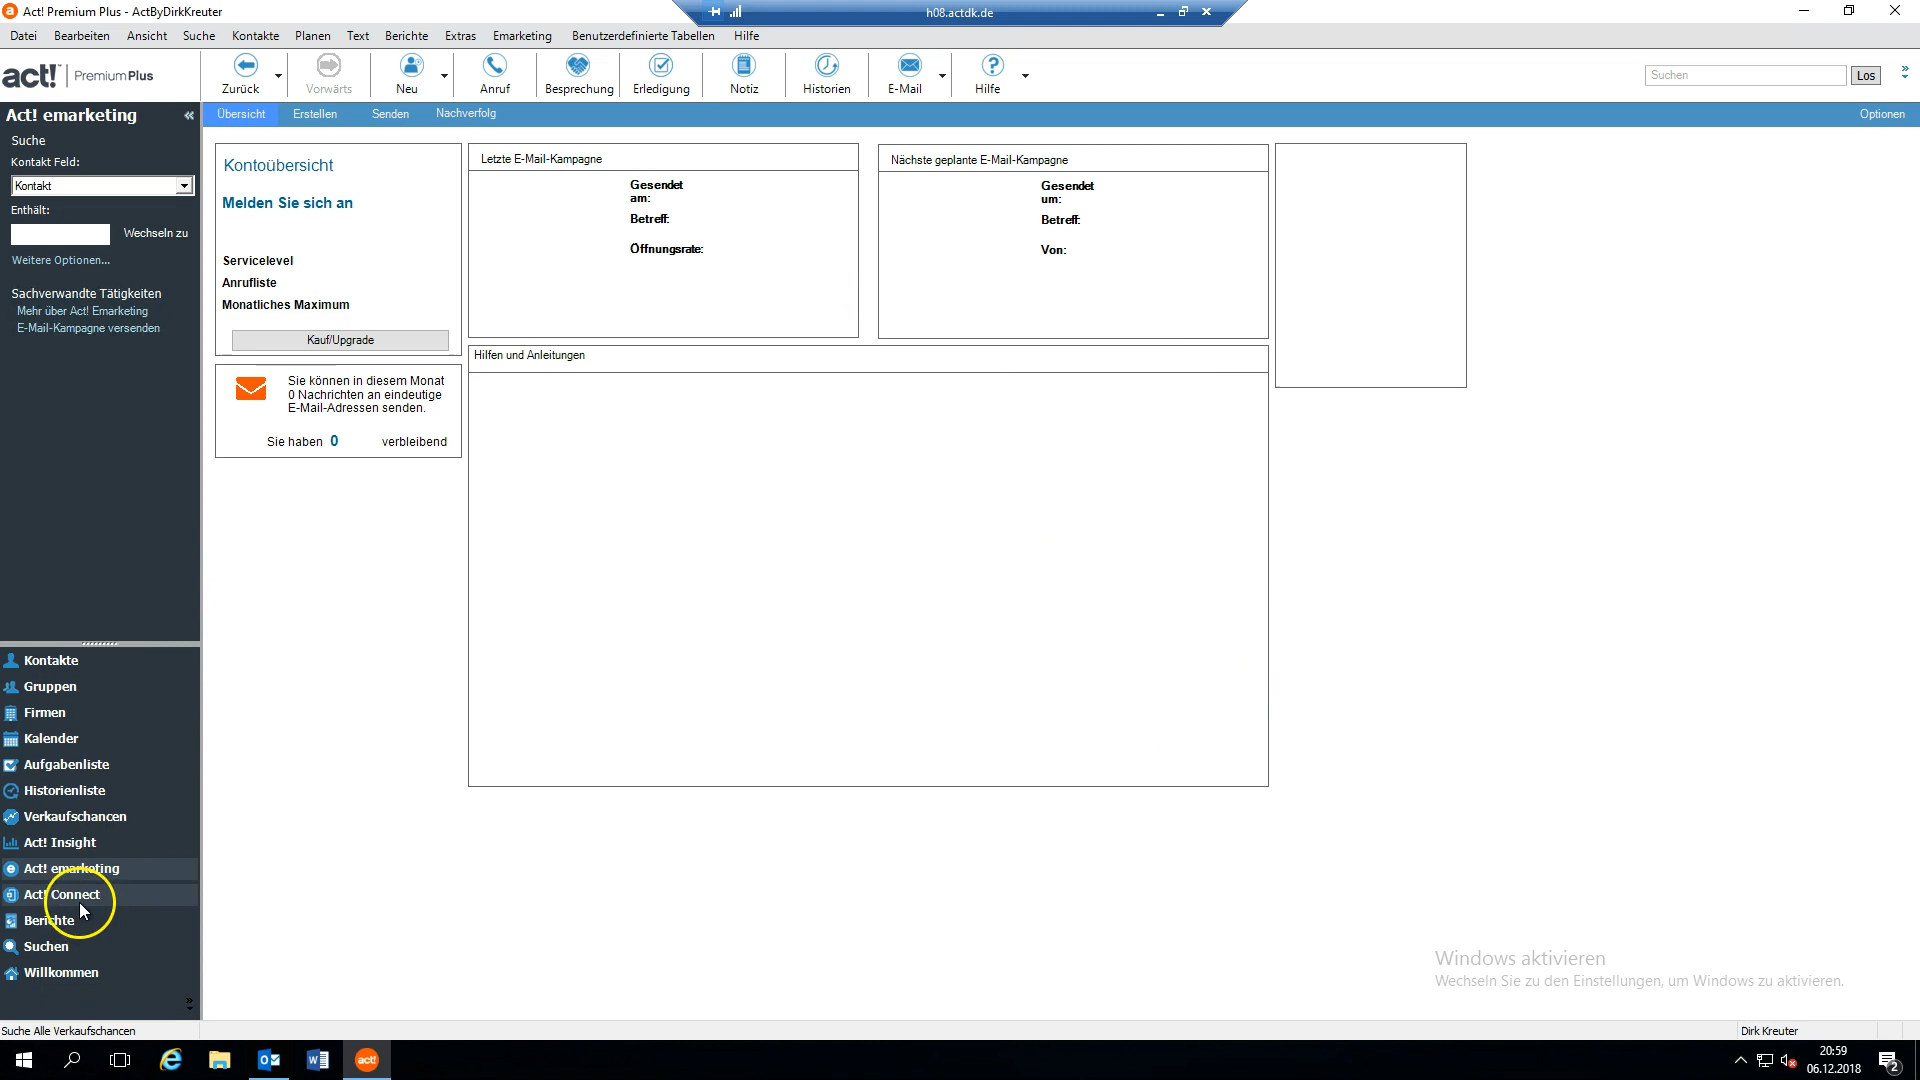 Act! Premium Plus - ActByDirkKreuter
h08.actdk.de
Datei Bearbeiten Ansicht Suche Kontakte Planen Text Berichte Extras Emarketing Benutzerdefinierte Tabellen Hilfe
act! Premium Plus
Zurück Vorwärts Neu Anruf Besprechung Erledigung Notiz Historien E-Mail Hilfe
Suchen Los
Act! emarketing
Übersicht Erstellen Senden Nachverfolg Optionen
Suche
Kontakt Feld:
Kontakt
Enthält:
Wechseln zu
Weitere Optionen...
Sachverwandte Tätigkeiten
Mehr über Act! Emarketing
E-Mail-Kampagne versenden
Kontoübersicht
Melden Sie sich an
Servicelevel
Anrufliste
Monatliches Maximum
Kauf/Upgrade
Sie können in diesem Monat
0 Nachrichten an eindeutige
E-Mail-Adressen senden.
Sie haben 0 verbleibend
Letzte E-Mail-Kampagne
Gesendet
am:
Betreff:
Öffnungsrate:
Nächste geplante E-Mail-Kampagne
Gesendet
um:
Betreff:
Von:
Hilfen und Anleitungen
Kontakte
Gruppen
Firmen
Kalender
Aufgabenliste
Historienliste
Verkaufschancen
Act! Insight
Act! emarketing
Act! Connect
Berichte
Suchen
Willkommen
Windows aktivieren
Wechseln Sie zu den Einstellungen, um Windows zu aktivieren.
Suche Alle Verkaufschancen
Dirk Kreuter
act!
20:59
06.12.2018
2